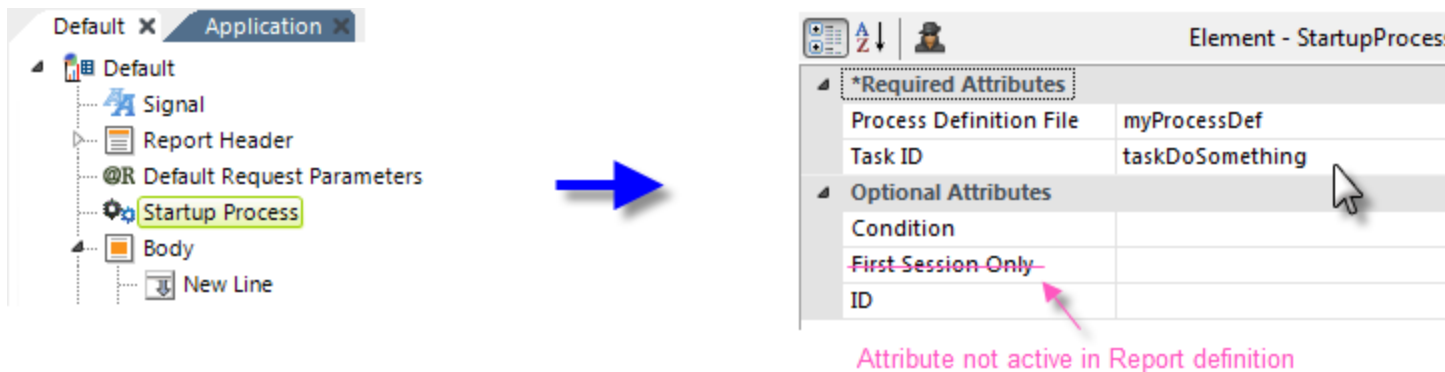 Default
Application
Default
Signal
Report Header
@R Default Request Parameters
Startup Process
Body
New Line
A
Z
Element - StartupProcess
*Required Attributes
Process Definition File myProcessDef
Task ID taskDoSomething
Optional Attributes
Condition
First Session Only
ID
Attribute not active in Report definition